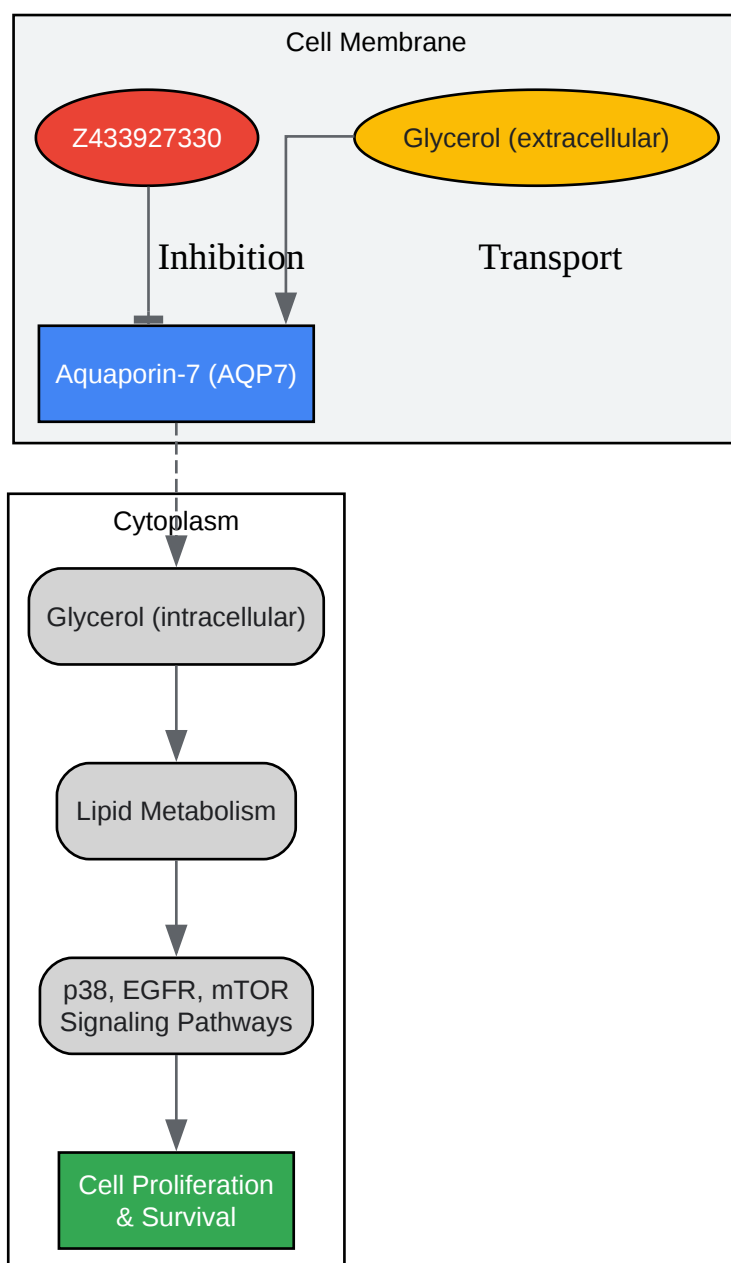 Cell Membrane
Z433927330
Glycerol (extracellular)
Inhibition
Transport
Aquaporin-7 (AQP7)
Cytoplasm
Glycerol (intracellular)
Lipid Metabolism
p38, EGFR, mTOR
Signaling Pathways
Cell Proliferation
& Survival